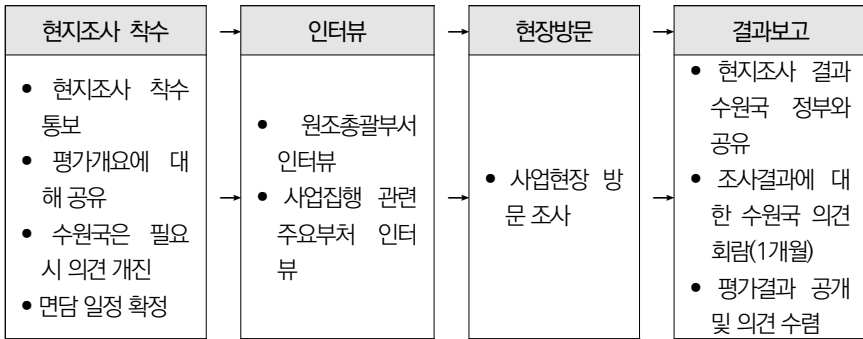 현지조사 착수
→
인터뷰
→
현장방문
→
결과보고
• 현지조사 착수
통보
• 평가개요에 대
해 공유
• 수원국은 필요
시 의견 개진
• 면담 일정 확정
→
• 원조총괄부서
인터뷰
• 사업집행 관련
주요부처 인터
뷰
→
• 사업현장 방
문 조사
→
• 현지조사 결과
수원국 정부와
공유
• 조사결과에 대
한 수원국 의견
회람(1개월)
• 평가결과 공개
및 의견 수렴